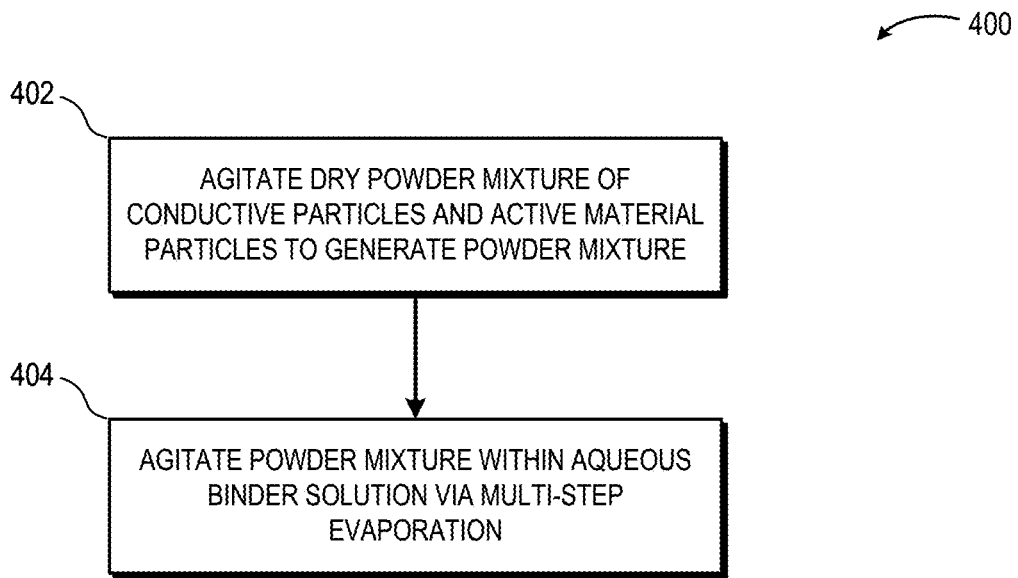 400
402
AGITATE DRY POWDER MIXTURE OF
CONDUCTIVE PARTICLES AND ACTIVE MATERIAL
PARTICLES TO GENERATE POWDER MIXTURE
404
AGITATE POWDER MIXTURE WITHIN AQUEOUS
BINDER SOLUTION VIA MULTI-STEP
EVAPORATION